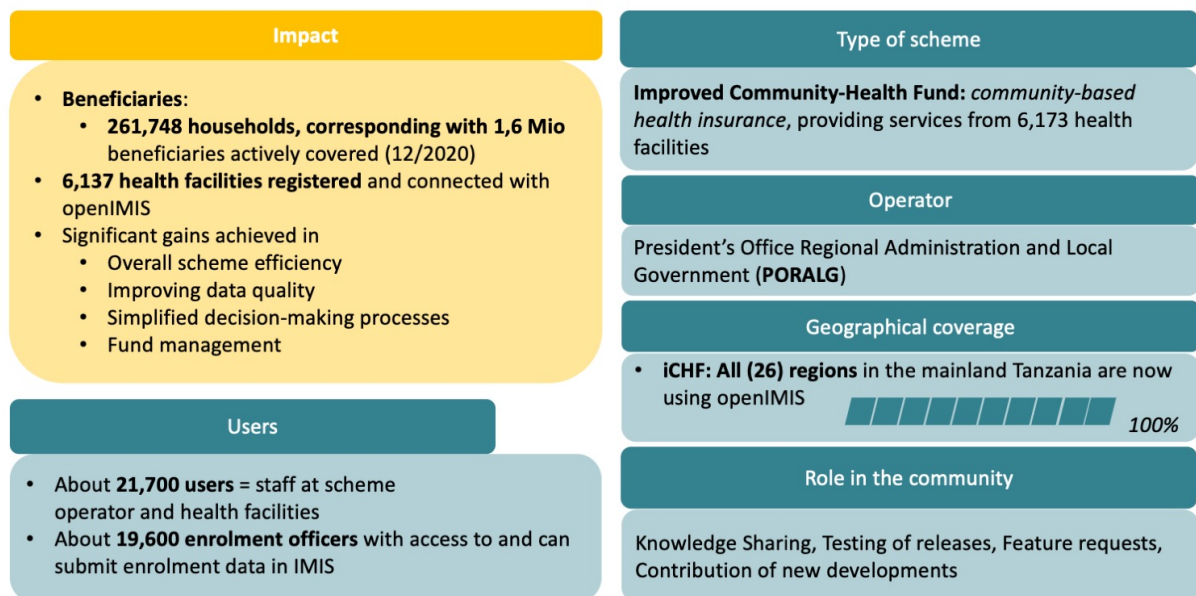 Impact
• Beneficiaries:
• 261,748 households, corresponding with 1,6 Mio
beneficiaries actively covered (12/2020)
• 6,137 health facilities registered and connected with
openIMIS
• Significant gains achieved in
• Overall scheme efficiency
• Improving data quality
• Simplified decision-making processes
• Fund management
Users
• About 21,700 users = staff at scheme
operator and health facilities
• About 19,600 enrolment officers with access to and can
submit enrolment data in IMIS
Type of scheme
Improved Community-Health Fund: community-based
health insurance, providing services from 6,173 health
facilities
Operator
President’s Office Regional Administration and Local
Government (PORALG)
Geographical coverage
• iCHF: All (26) regions in the mainland Tanzania are now
using openIMIS
100%
Role in the community
Knowledge Sharing, Testing of releases, Feature requests,
Contribution of new developments